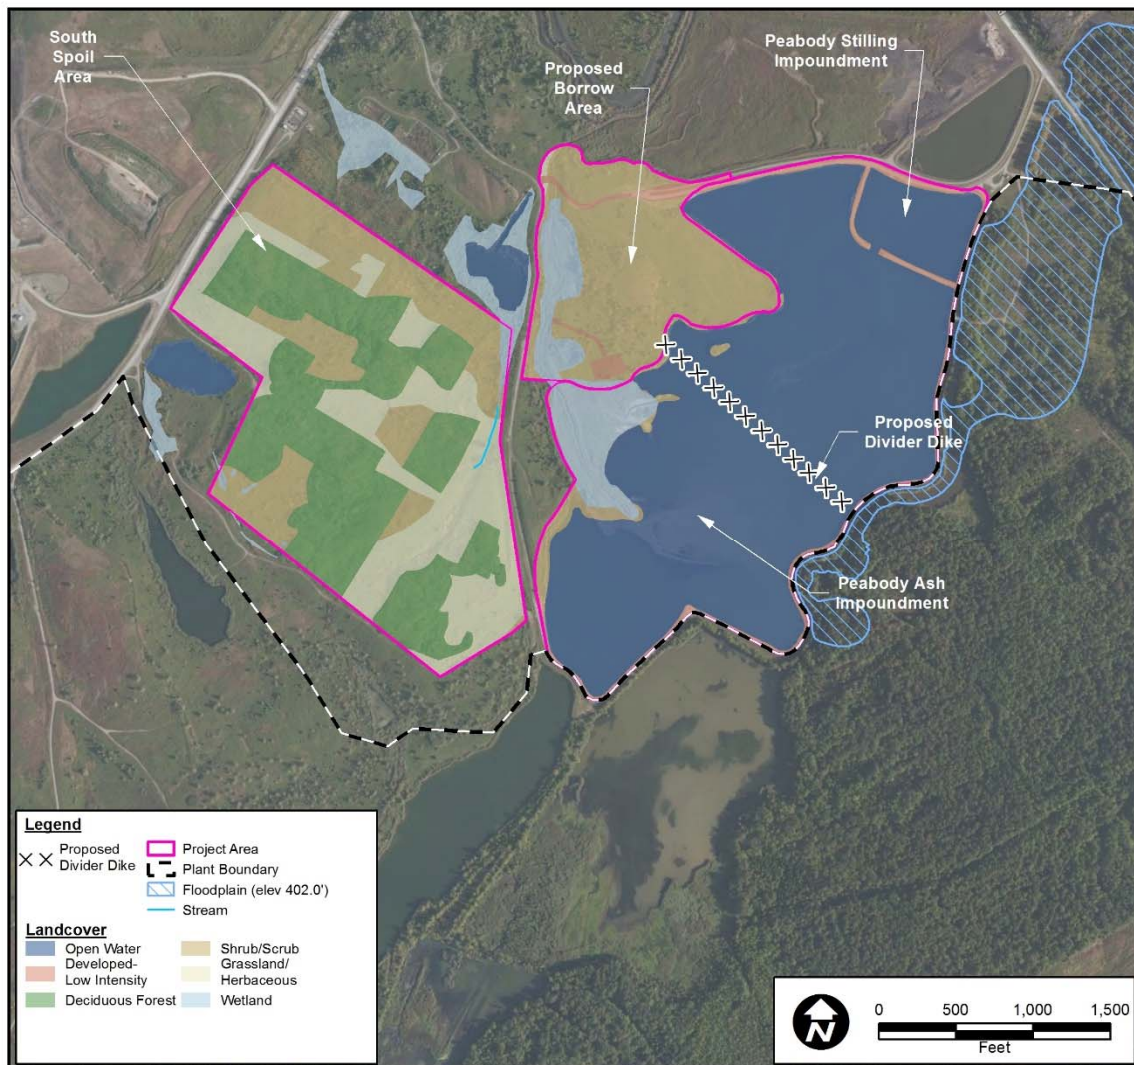 South
Spoil
Area
Proposed
Borrow
Area
Peabody Stilling
Impoundment
Proposed
Divider Dike
Peabody Ash
Impoundment
Legend
Proposed
Divider Dike
Project Area
Plant Boundary
Floodplain (elev 402.0')
Stream
Landcover
Open Water
Developed-
Low Intensity
Deciduous Forest
Shrub/Scrub
Grassland/
Herbaceous
Wetland
N
0 500 1,000 1,500
Feet